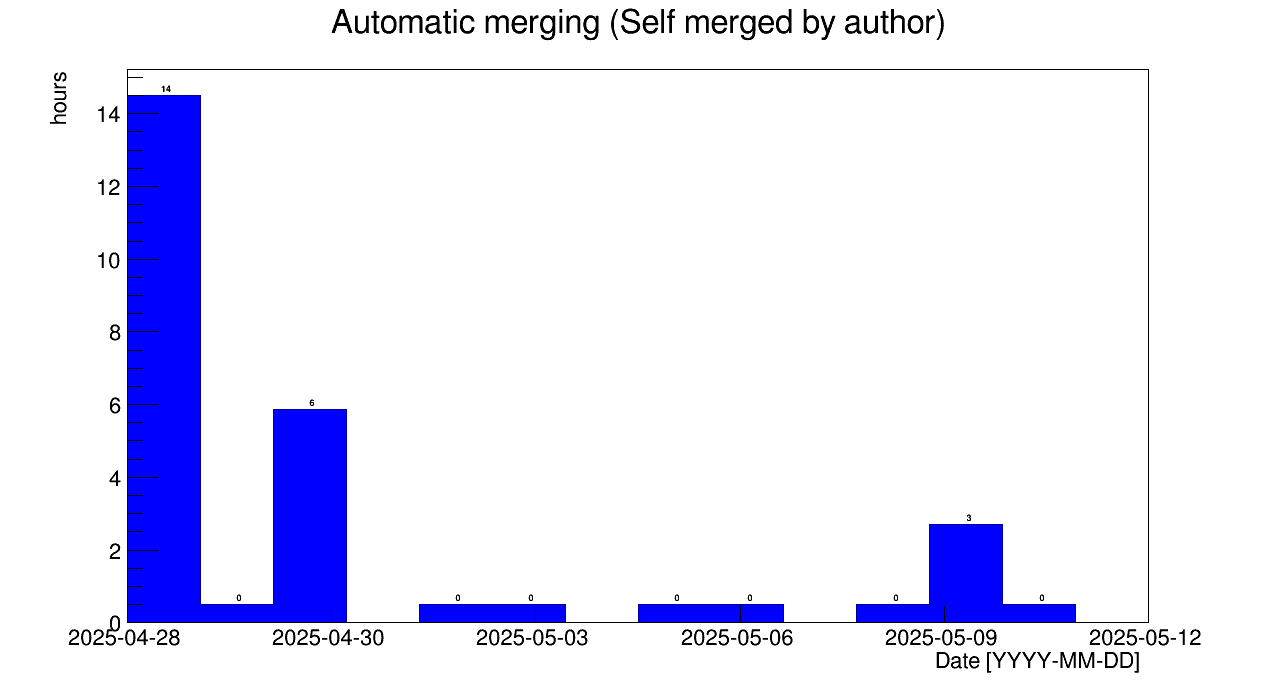 Automatic merging (Self merged by author)
hours
14
14
12
10
8
6
6
4
3
2
0 0 0 0 0 0 0
0
2025-04-28 2025-04-30 2025-05-03 2025-05-06 2025-05-09 2025-05-12
Date [YYYY-MM-DD]